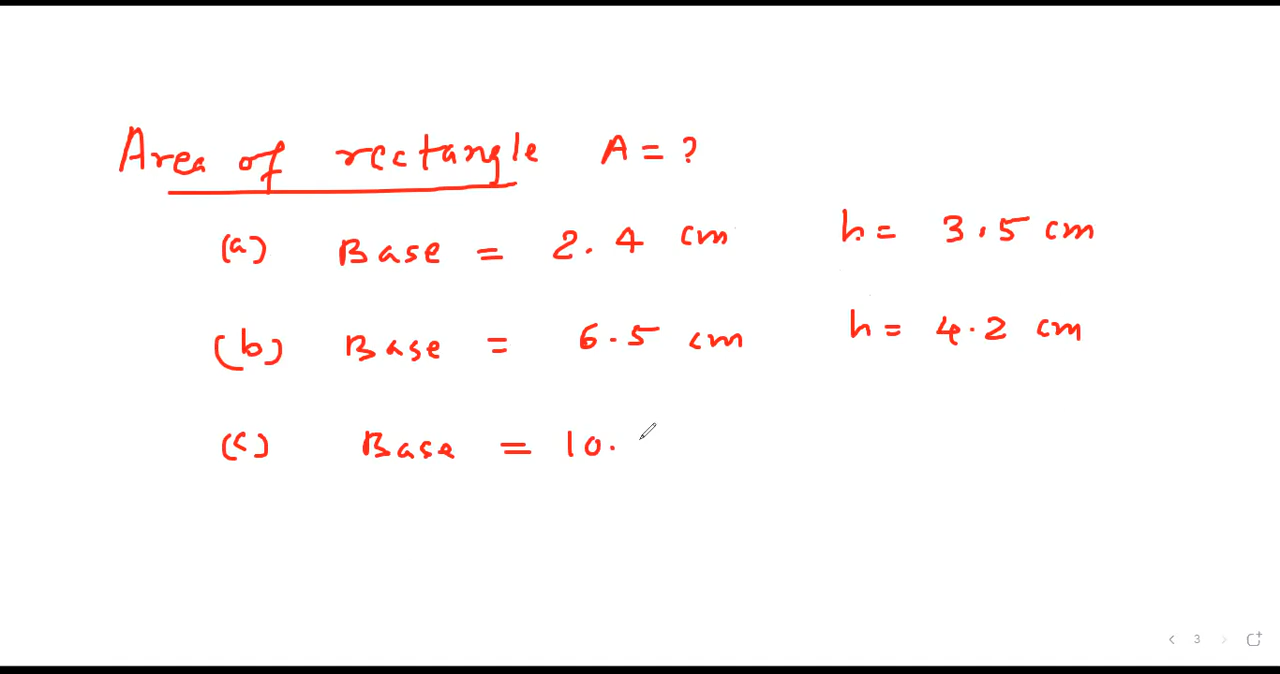 Area of rectangle A = ?
(a) Base = 2.4 cm h = 3.5 cm
(b) Base = 6.5 cm h = 4.2 cm
(c) Base = 10.
< 3 >